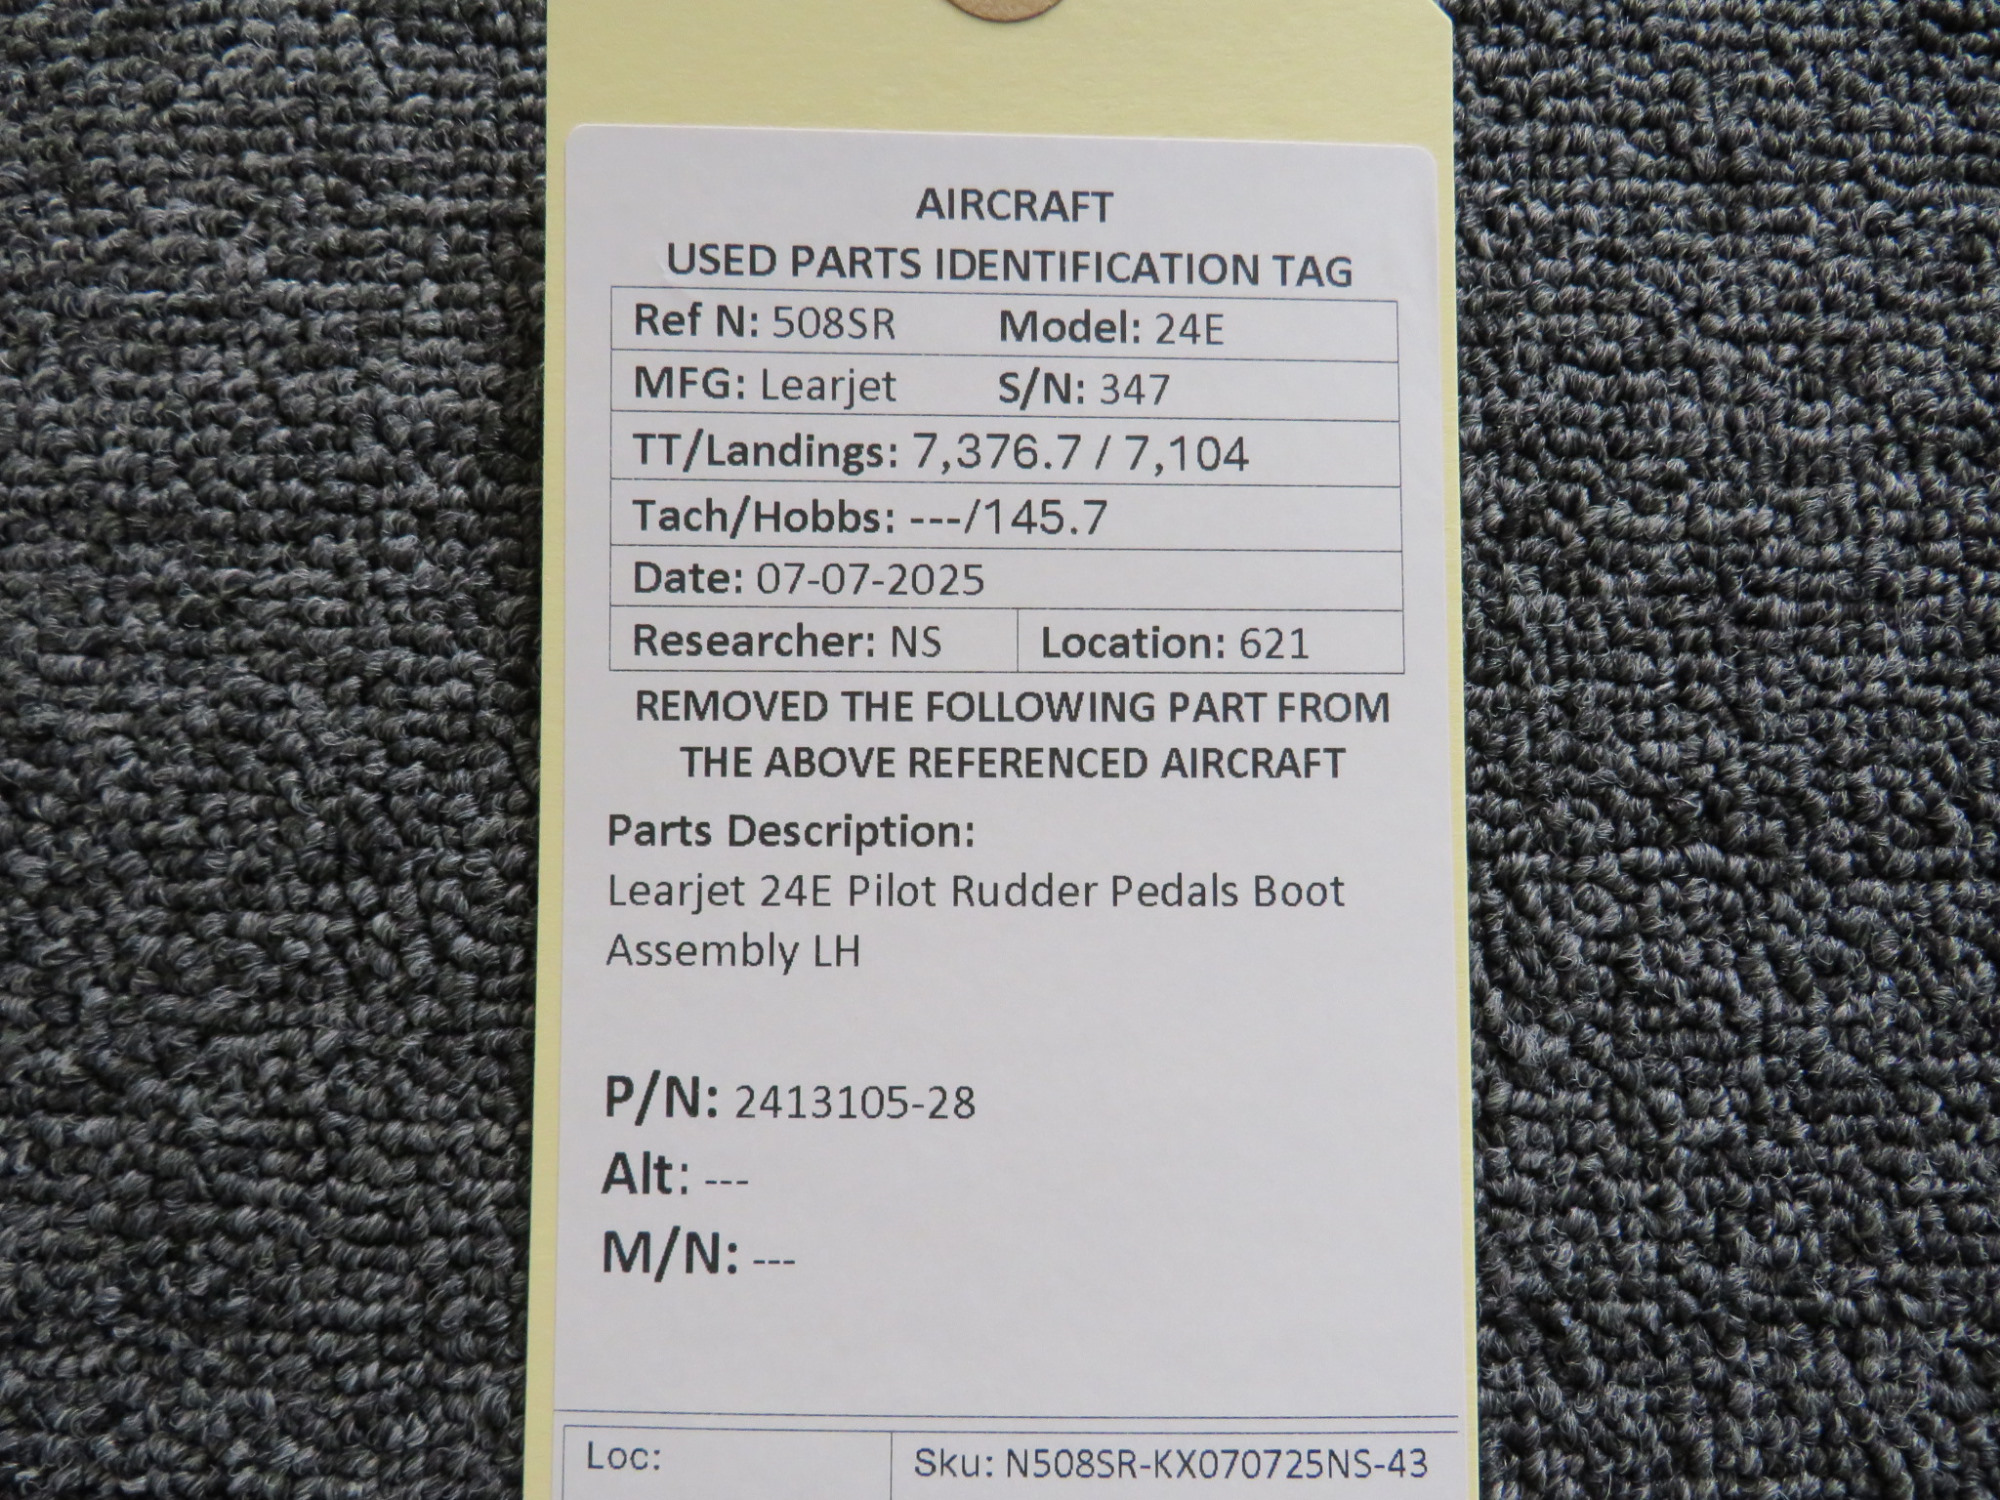 AIRCRAFT
USED PARTS IDENTIFICATION TAG
Ref N: 508SR Model: 24E
MFG: Learjet S/N: 347
TT/Landings: 7,376.7 / 7,104
Tach/Hobbs: ---/145.7
Date: 07-07-2025
Researcher: NS Location: 621
REMOVED THE FOLLOWING PART FROM
THE ABOVE REFERENCED AIRCRAFT
Parts Description:
Learjet 24E Pilot Rudder Pedals Boot
Assembly LH
P/N: 2413105-28
Alt: ---
M/N: ---
Loc: Sku: N508SR-KX070725NS-43